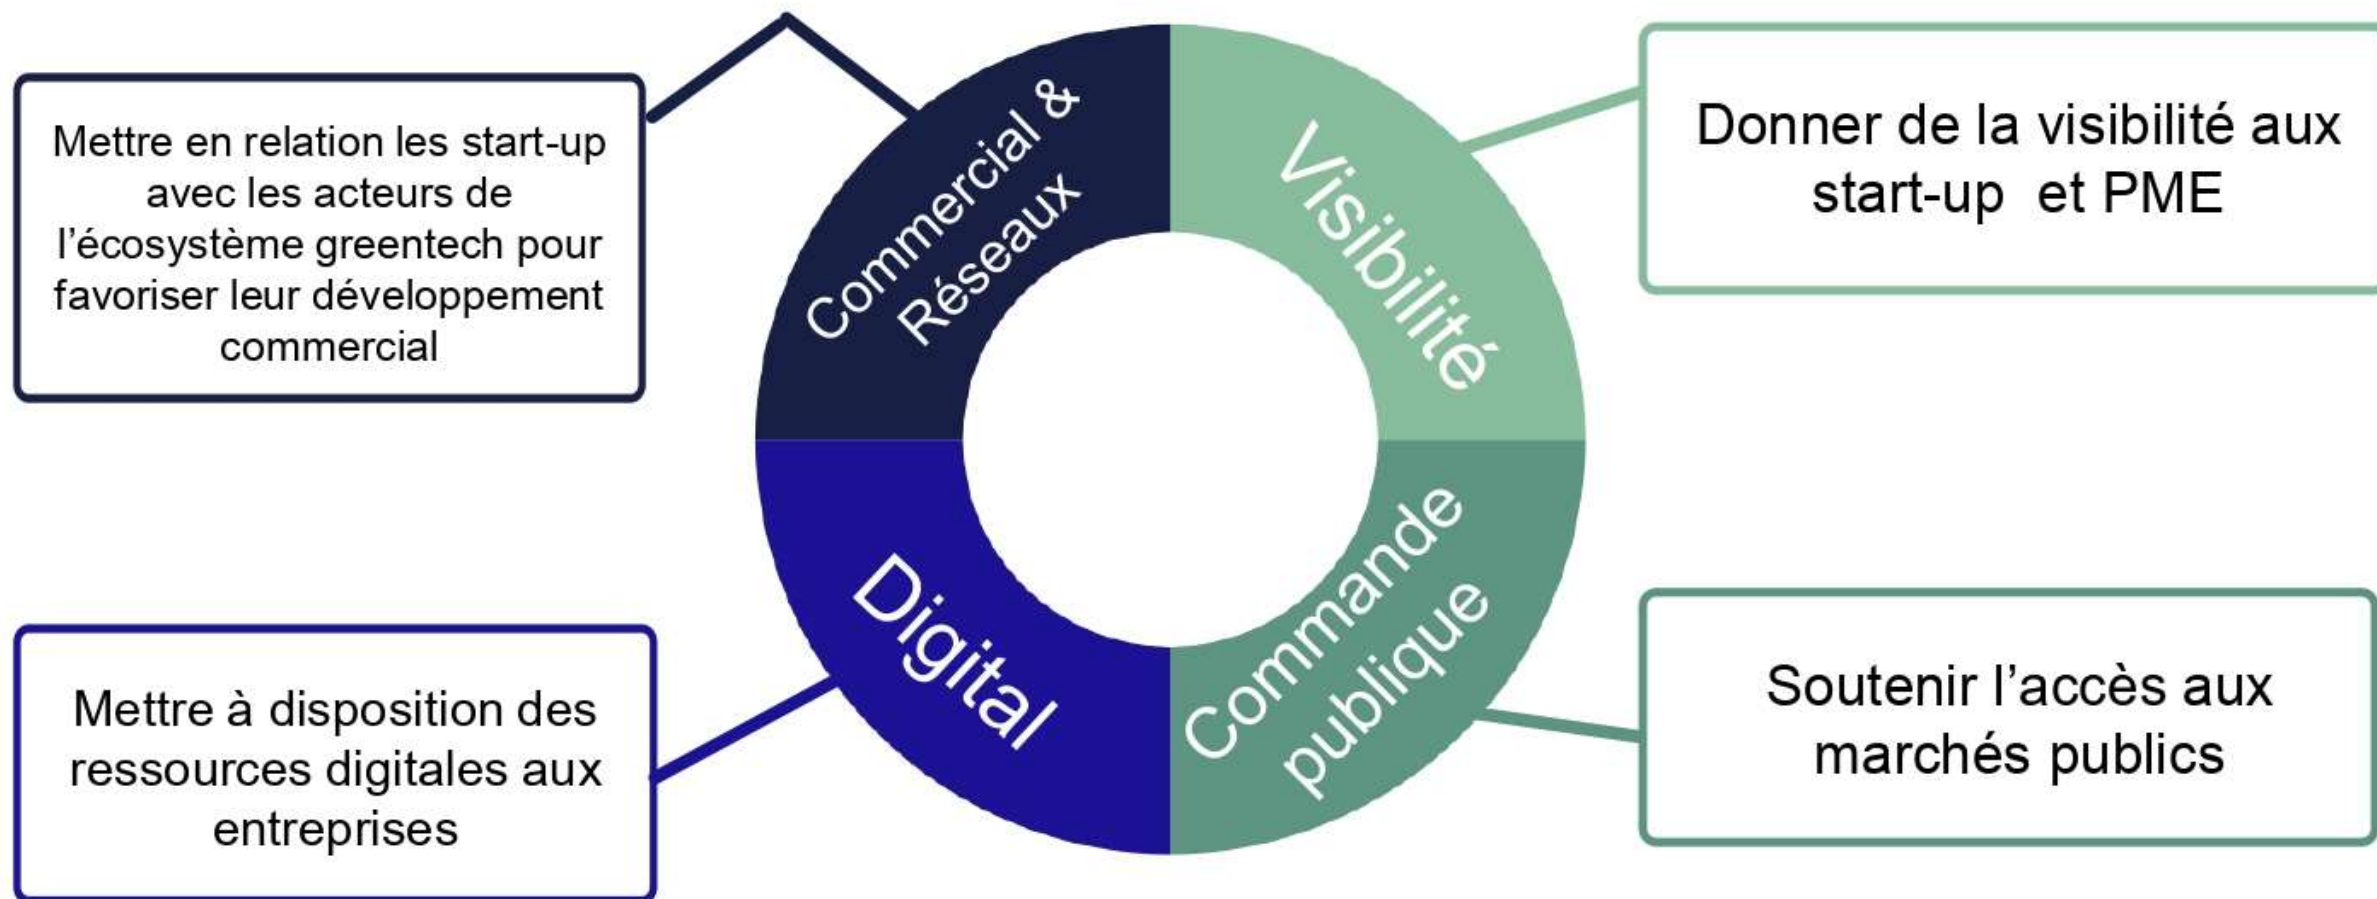 Mettre en relation les start-up
avec les acteurs de
l’écosystème greentech pour
favoriser leur développement
commercial
Commercial &
Réseaux
Visibilité
Donner de la visibilité aux
start-up et PME
Mettre à disposition des
ressources digitales aux
entreprises
Digital
Commande
publique
Soutenir l’accès aux
marchés publics